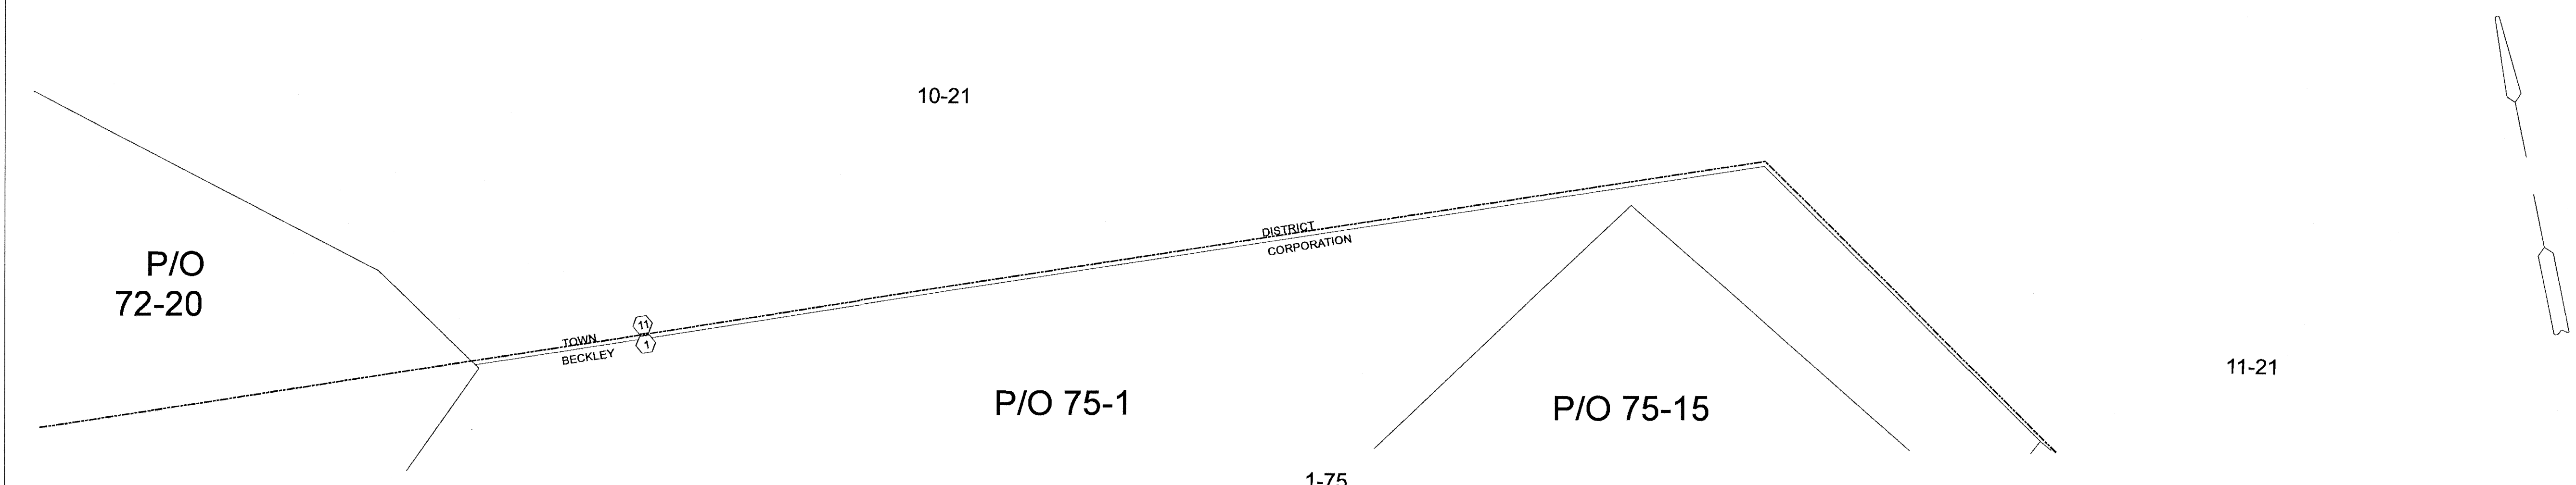 10-21
P/O
72-20
DISTRICT
CORPORATION
TOWN
BECKLEY
11
1
P/O 75-1
P/O 75-15
11-21
1-75